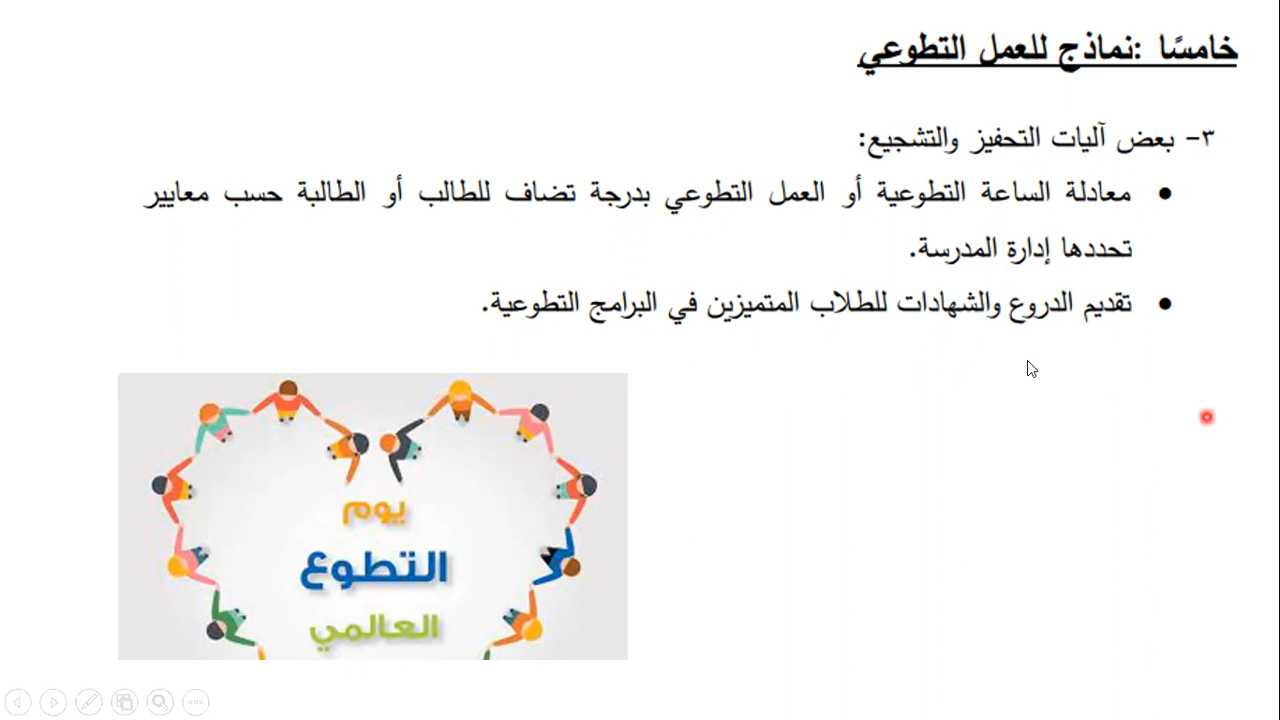 خامسًا :نماذج للعمل التطوعي
٣- بعض آليات التحفيز والتشجيع:
• معادلة الساعة التطوعية أو العمل التطوعي بدرجة تضاف للطالب أو الطالبة حسب معايير
تحددها إدارة المدرسة.
• تقديم الدروع والشهادات للطلاب المتميزين في البرامج التطوعية.
يوم
التطوع
العالمي